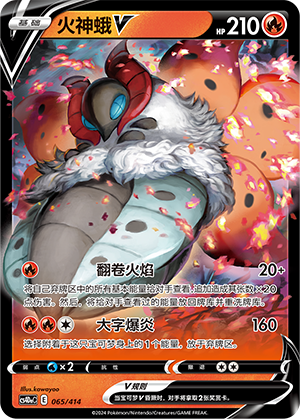 基础 火神蛾V HP210
翻卷火焰 20+
将自己弃牌区中的所有基本能量给对手查看，追加造成其张数×20
点伤害。然后，将给对手查看过的能量放回牌库并重洗牌库。
大字爆炎 160
选择附着于这只宝可梦身上的1个能量，放于弃牌区。
弱点 ×2 抗性 撤退
Illus.kawayoo
V规则
当宝可梦V昏厥时，对手将拿取2张奖赏卡。
E 065/414
©2024 Pokémon/Nintendo/Creatures/GAME FREAK.